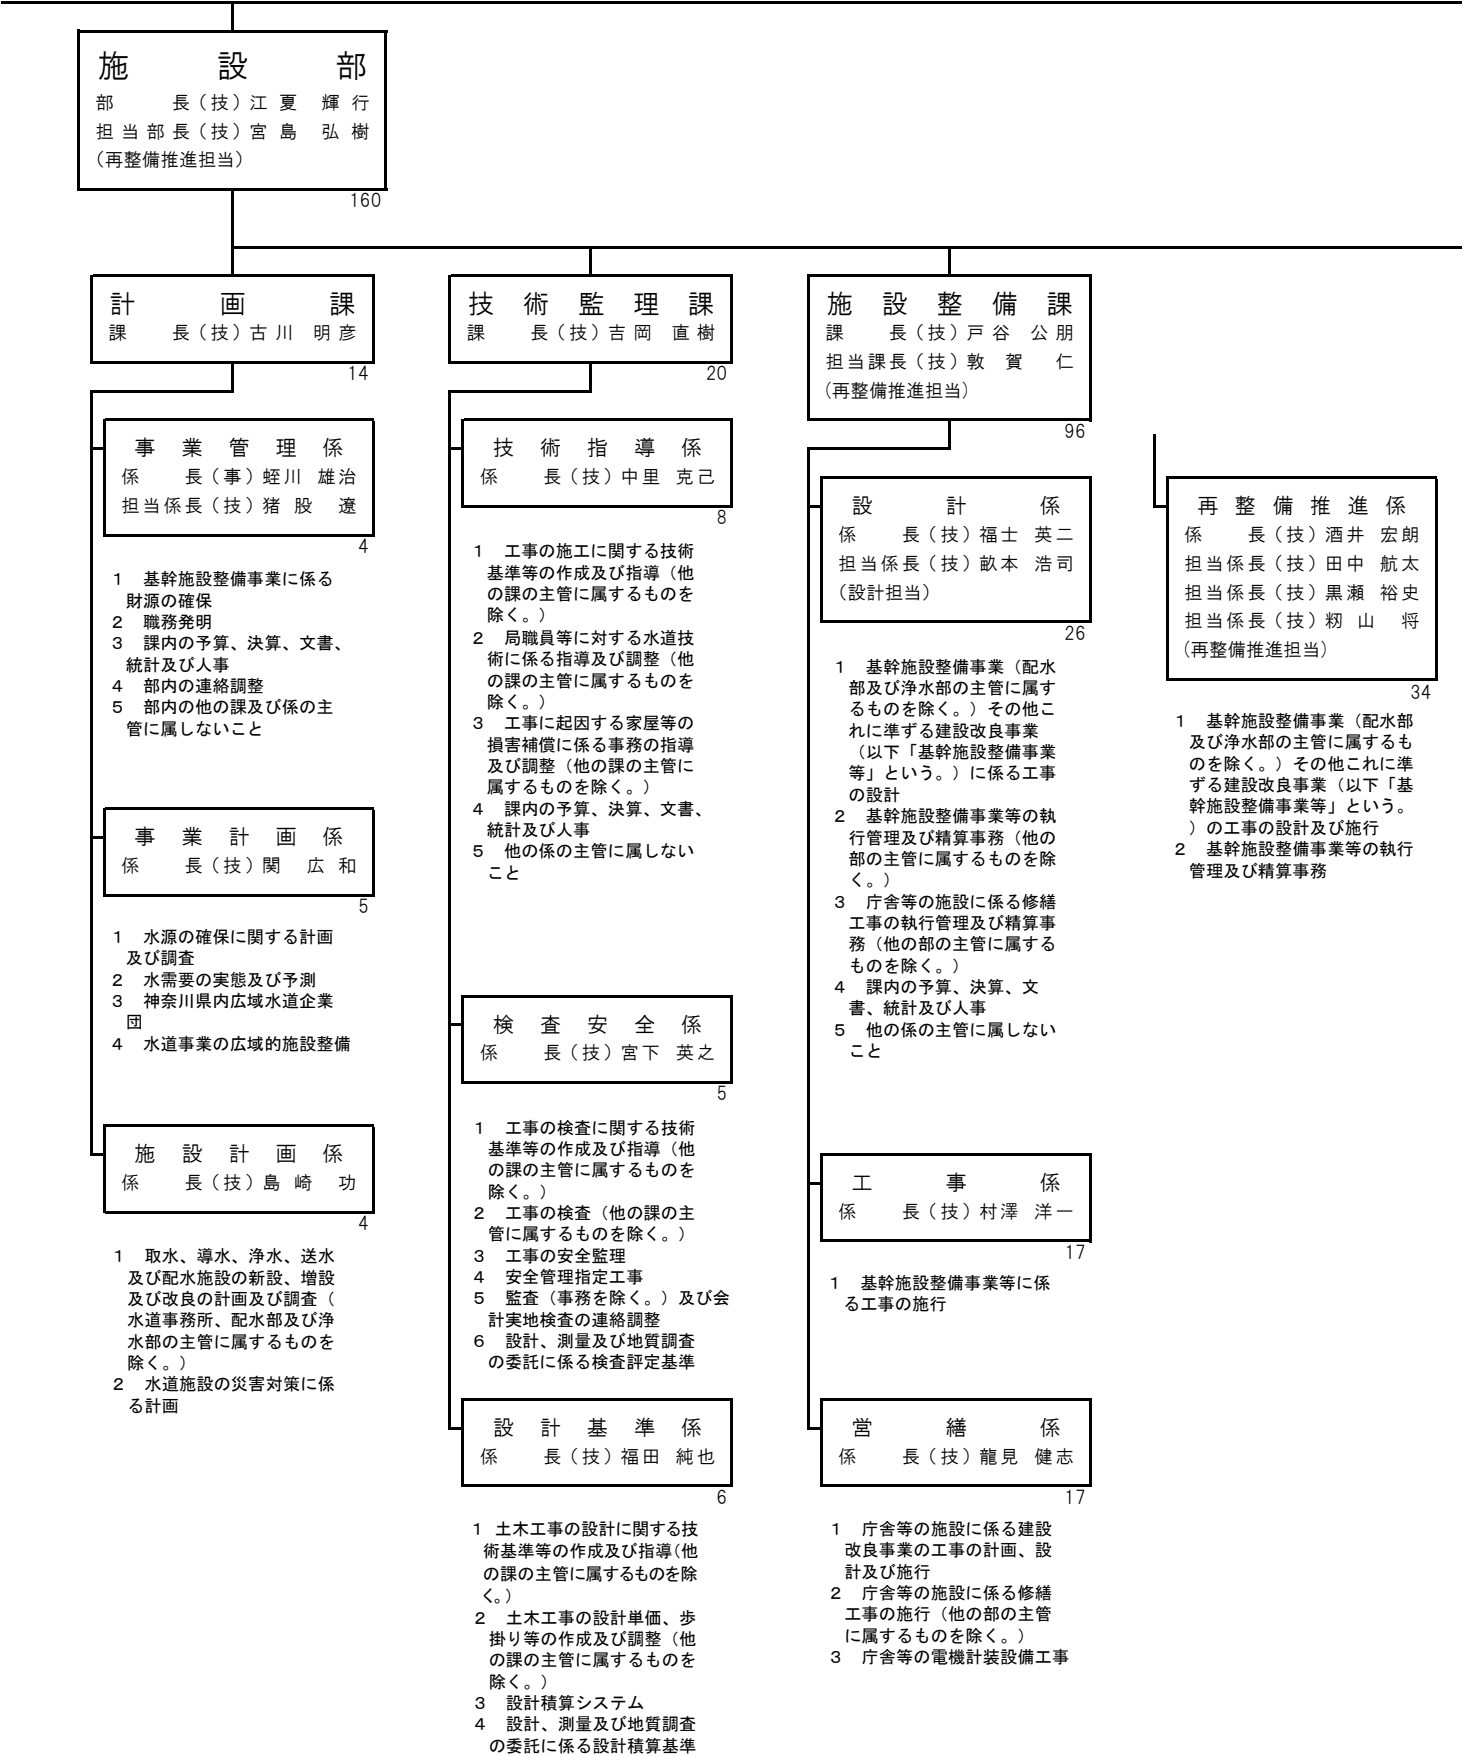 施設部
部長（技）江夏 輝行
担当部長（技）宮島 弘樹
（再整備推進担当）
160
計画課
課長（技）古川 明彦
14
事業管理係
係長（事）蛭川 雄治
担当係長（技）猪股 遼
4
1 基幹施設整備事業に係る
財源の確保
2 職務発明
3 課内の予算、決算、文書、
統計及び人事
4 部内の連絡調整
5 部内の他の課及び係の主
管に属しないこと
事業計画係
係長（技）関 広和
5
1 水源の確保に関する計画
及び調査
2 水需要の実態及び予測
3 神奈川県内広域水道企業
団
4 水道事業の広域的施設整備
施設計画係
係長（技）島崎 功
4
1 取水、導水、浄水、送水
及び配水施設の新設、増設
及び改良の計画及び調査（
水道事務所、配水部及び浄
水部の主管に属するものを
除く。）
2 水道施設の災害対策に係
る計画
技術監理課
課長（技）吉岡 直樹
20
技術指導係
係長（技）中里 克己
8
1 工事の施工に関する技術
基準等の作成及び指導（他
の課の主管に属するものを
除く。）
2 局職員等に対する水道技
術に係る指導及び調整（他
の課の主管に属するものを
除く。）
3 工事に起因する家屋等の
損害補償に係る事務の指導
及び調整（他の課の主管に
属するものを除く。）
4 課内の予算、決算、文書、
統計及び人事
5 他の係の主管に属しない
こと
検査安全係
係長（技）宮下 英之
5
1 工事の検査に関する技術
基準等の作成及び指導（他
の課の主管に属するものを
除く。）
2 工事の検査（他の課の主
管に属するものを除く。）
3 工事の安全監理
4 安全管理指定工事
5 監査（事務を除く。）及び会
計実地検査の連絡調整
6 設計、測量及び地質調査
の委託に係る検査評定基準
設計基準係
係長（技）福田 純也
6
1 土木工事の設計に関する技
術基準等の作成及び指導（他
の課の主管に属するものを除
く。）
2 土木工事の設計単価、歩
掛り等の作成及び調整（他
の課の主管に属するものを
除く。）
3 設計積算システム
4 設計、測量及び地質調査
の委託に係る設計積算基準
施設整備課
課長（技）戸谷 公朋
担当課長（技）敦賀 仁
（再整備推進担当）
96
設計係
係長（技）福士 英二
担当係長（技）畝本 浩司
（設計担当）
26
1 基幹施設整備事業（配水
部及び浄水部の主管に属す
るものを除く。）その他こ
れに準ずる建設改良事業
（以下「基幹施設整備事業
等」という。）に係る工事
の設計
2 基幹施設整備事業等の執
行管理及び精算事務（他の
部の主管に属するものを除
く。）
3 庁舎等の施設に係る修繕
工事の執行管理及び精算事
務（他の部の主管に属する
ものを除く。）
4 課内の予算、決算、文
書、統計及び人事
5 他の係の主管に属しない
こと
工事係
係長（技）村澤 洋一
17
1 基幹施設整備事業等に係
る工事の施行
営繕係
係長（技）龍見 健志
17
1 庁舎等の施設に係る建設
改良事業の工事の計画、設
計及び施行
2 庁舎等の施設に係る修繕
工事の施行（他の部の主管
に属するものを除く。）
3 庁舎等の電機計装設備工事
再整備推進係
係長（技）酒井 宏朗
担当係長（技）田中 航太
担当係長（技）黒瀬 裕史
担当係長（技）籾山 将
（再整備推進担当）
34
1 基幹施設整備事業（配水部
及び浄水部の主管に属するも
のを除く。）その他これに準
ずる建設改良事業（以下「基
幹施設整備事業等」という。
）の工事の設計及び施行
2 基幹施設整備事業等の執行
管理及び精算事務